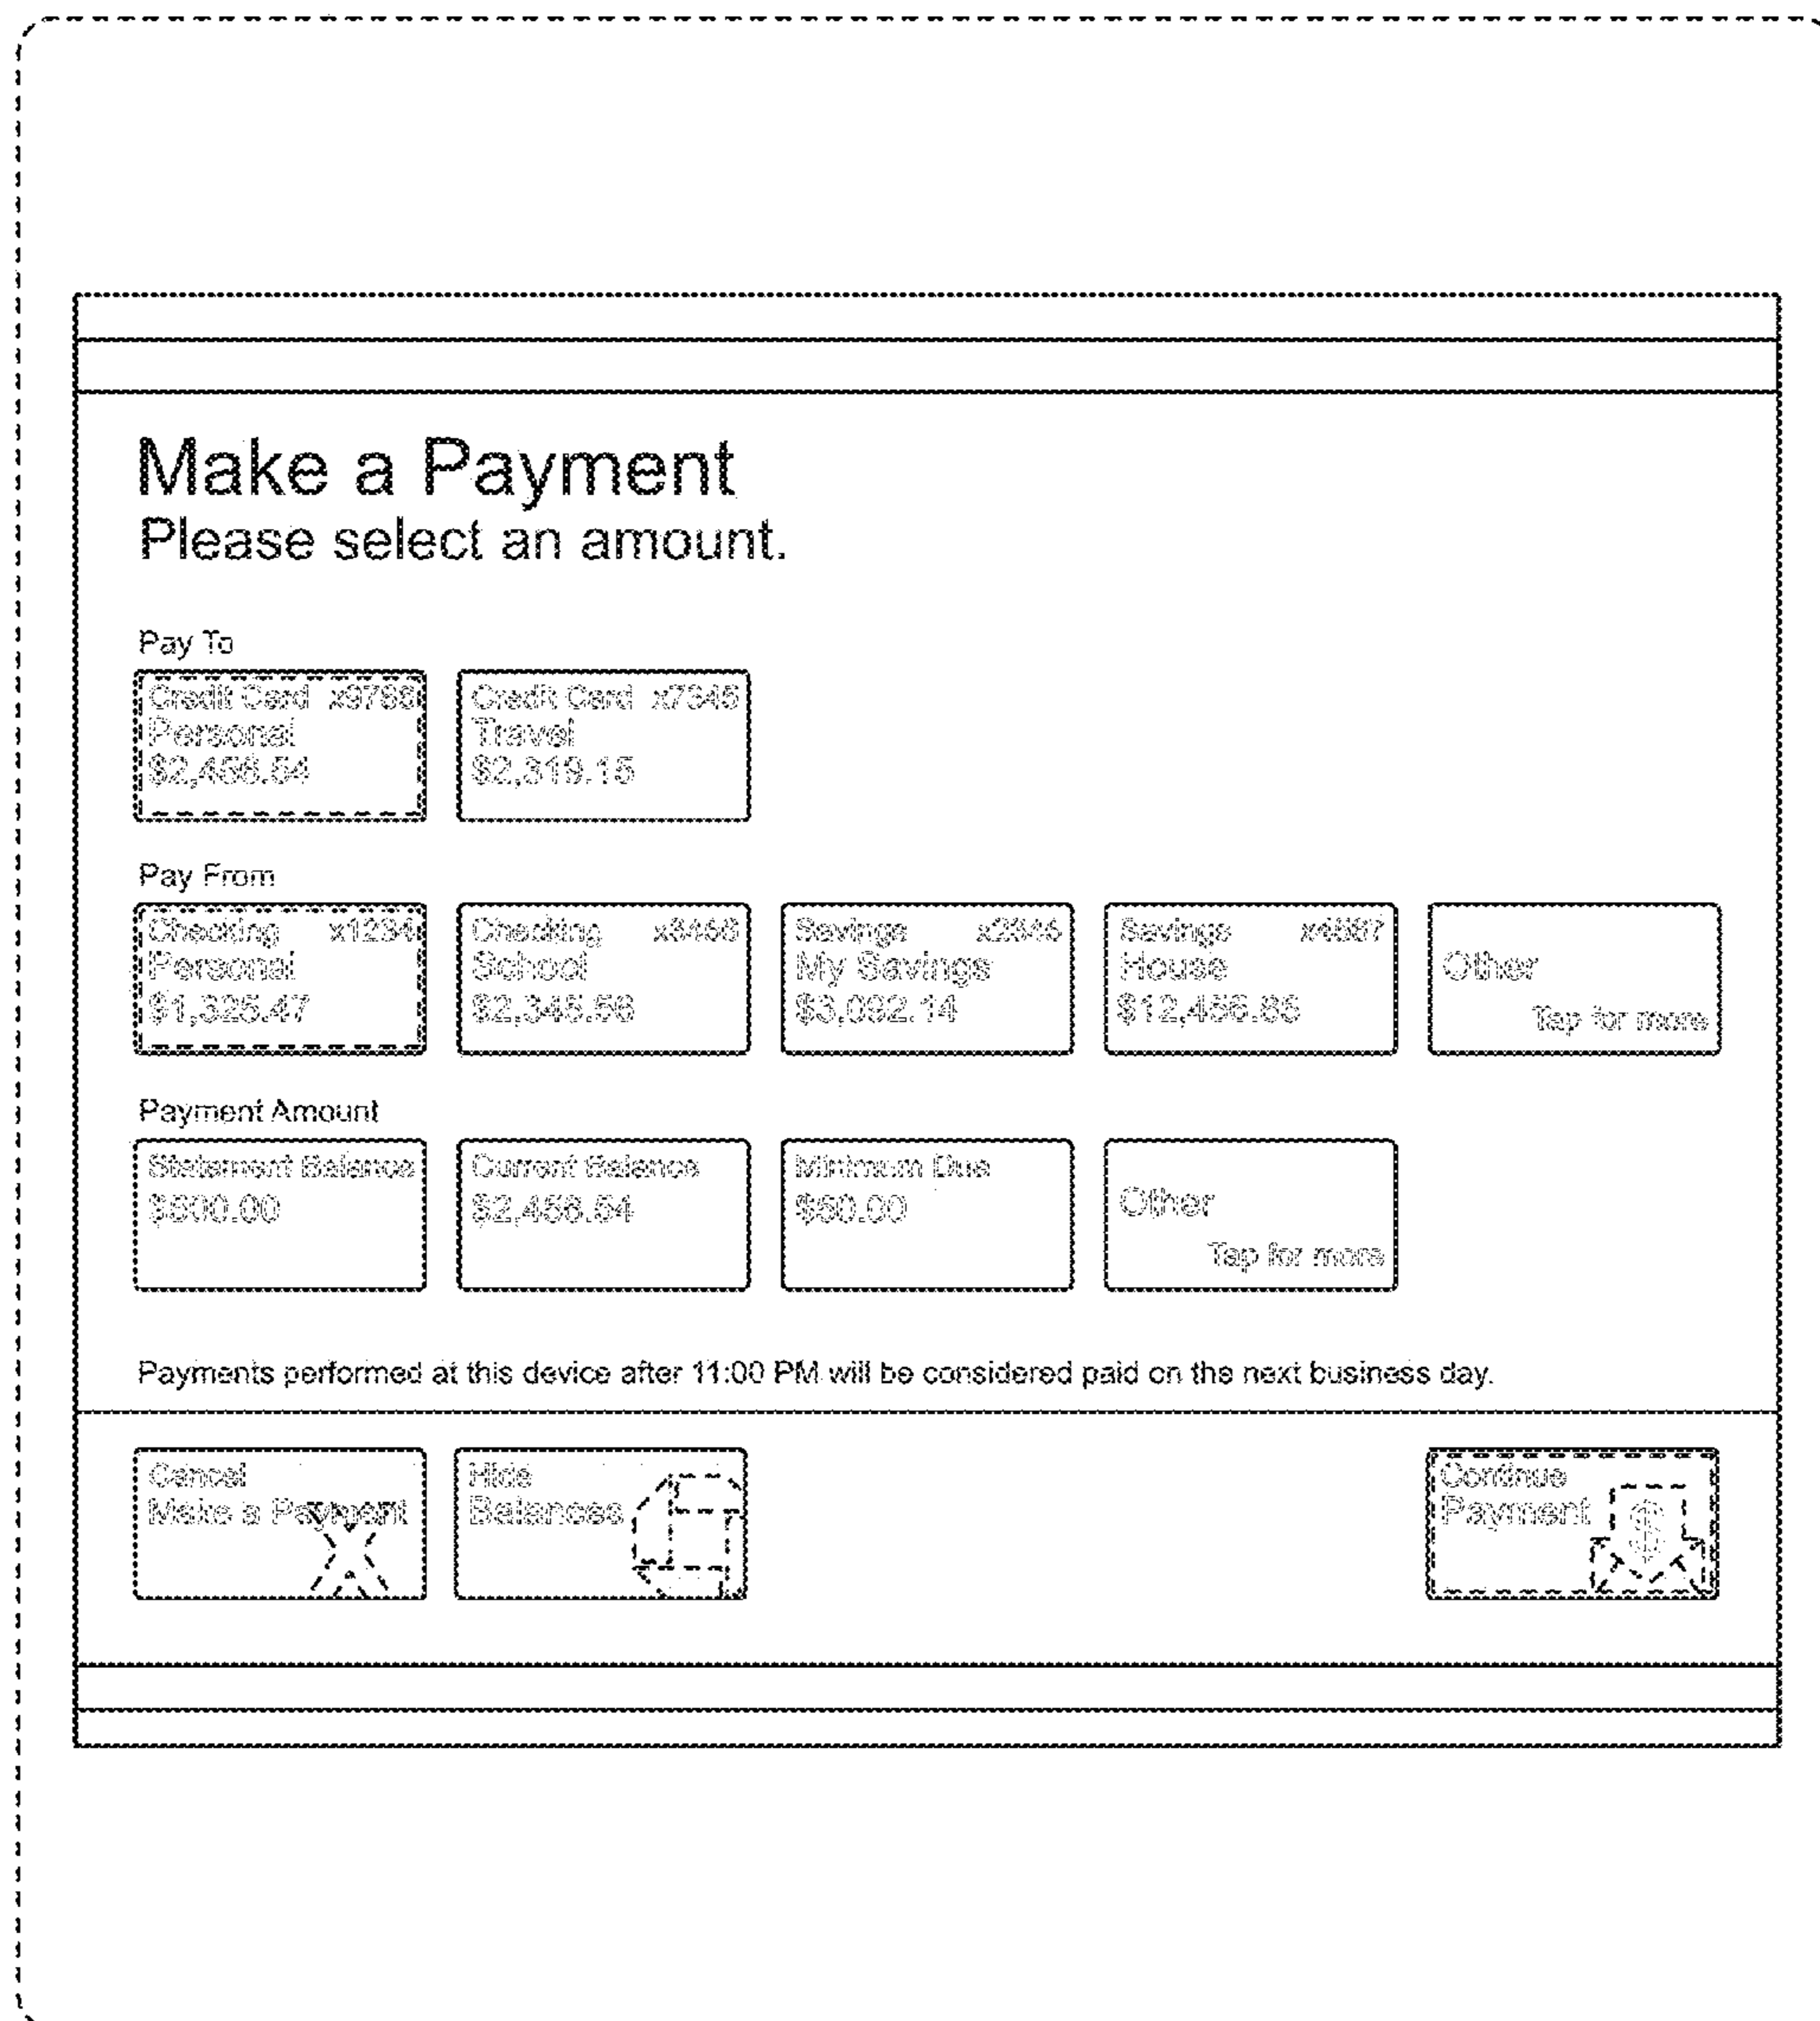 Make a Payment
Please select an amount.
Pay To
Credit Card x9788
Personal
$2,456.54
Credit Card x7345
Travel
$2,319.15
Pay From
Checking x1234
Personal
$1,325.47
Checking x3456
School
$2,345.56
Savings x2345
My Savings
$3,092.14
Savings x4567
House
$12,456.85
Other
Tap for more
Payment Amount
Statement Balance
$500.00
Current Balance
$2,456.54
Minimum Due
$50.00
Other
Tap for more
Payments performed at this device after 11:00 PM will be considered paid on the next business day.
Cancel
Make a Payment
X
Hide
Balances
Continue
Payment
$